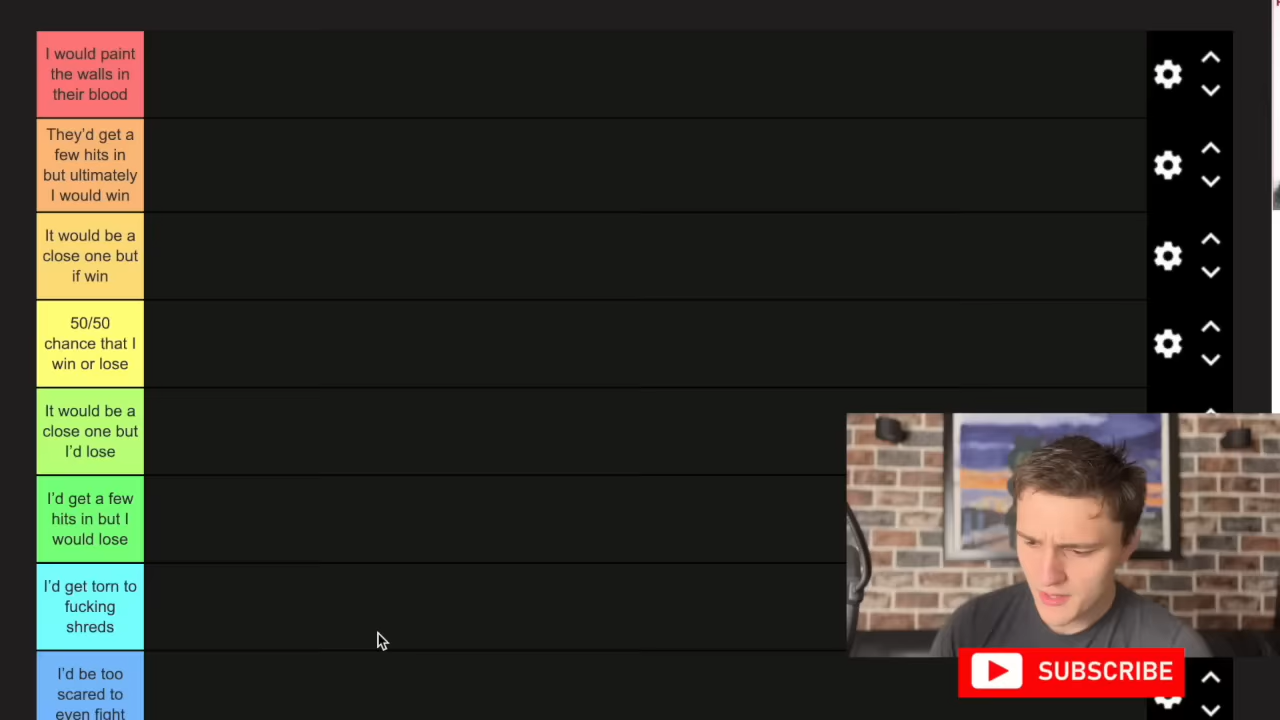 I would paint
the walls in
their blood
They'd get a
few hits in
but ultimately
I would win
It would be a
close one but
if win
50/50
chance that I
win or lose
It would be a
close one but
I'd lose
I'd get a few
hits in but I
would lose
I'd get torn to
fucking
shreds
I'd be too
scared to
even fight
SUBSCRIBE